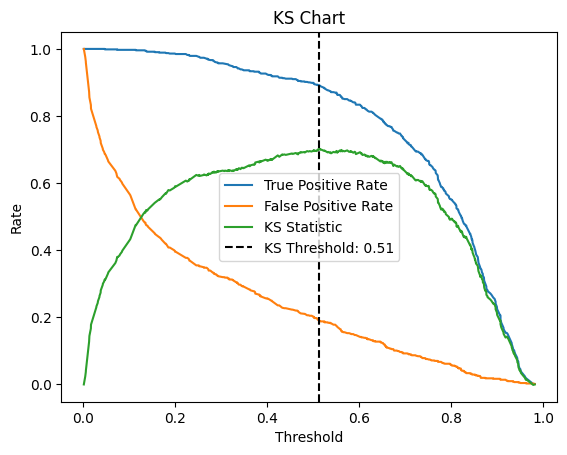 KS Chart
1.0
0.8
0.6
0.4
0.2
0.0
Rate
True Positive Rate
False Positive Rate
KS Statistic
KS Threshold: 0.51
0.0 0.2 0.4 0.6 0.8 1.0
Threshold